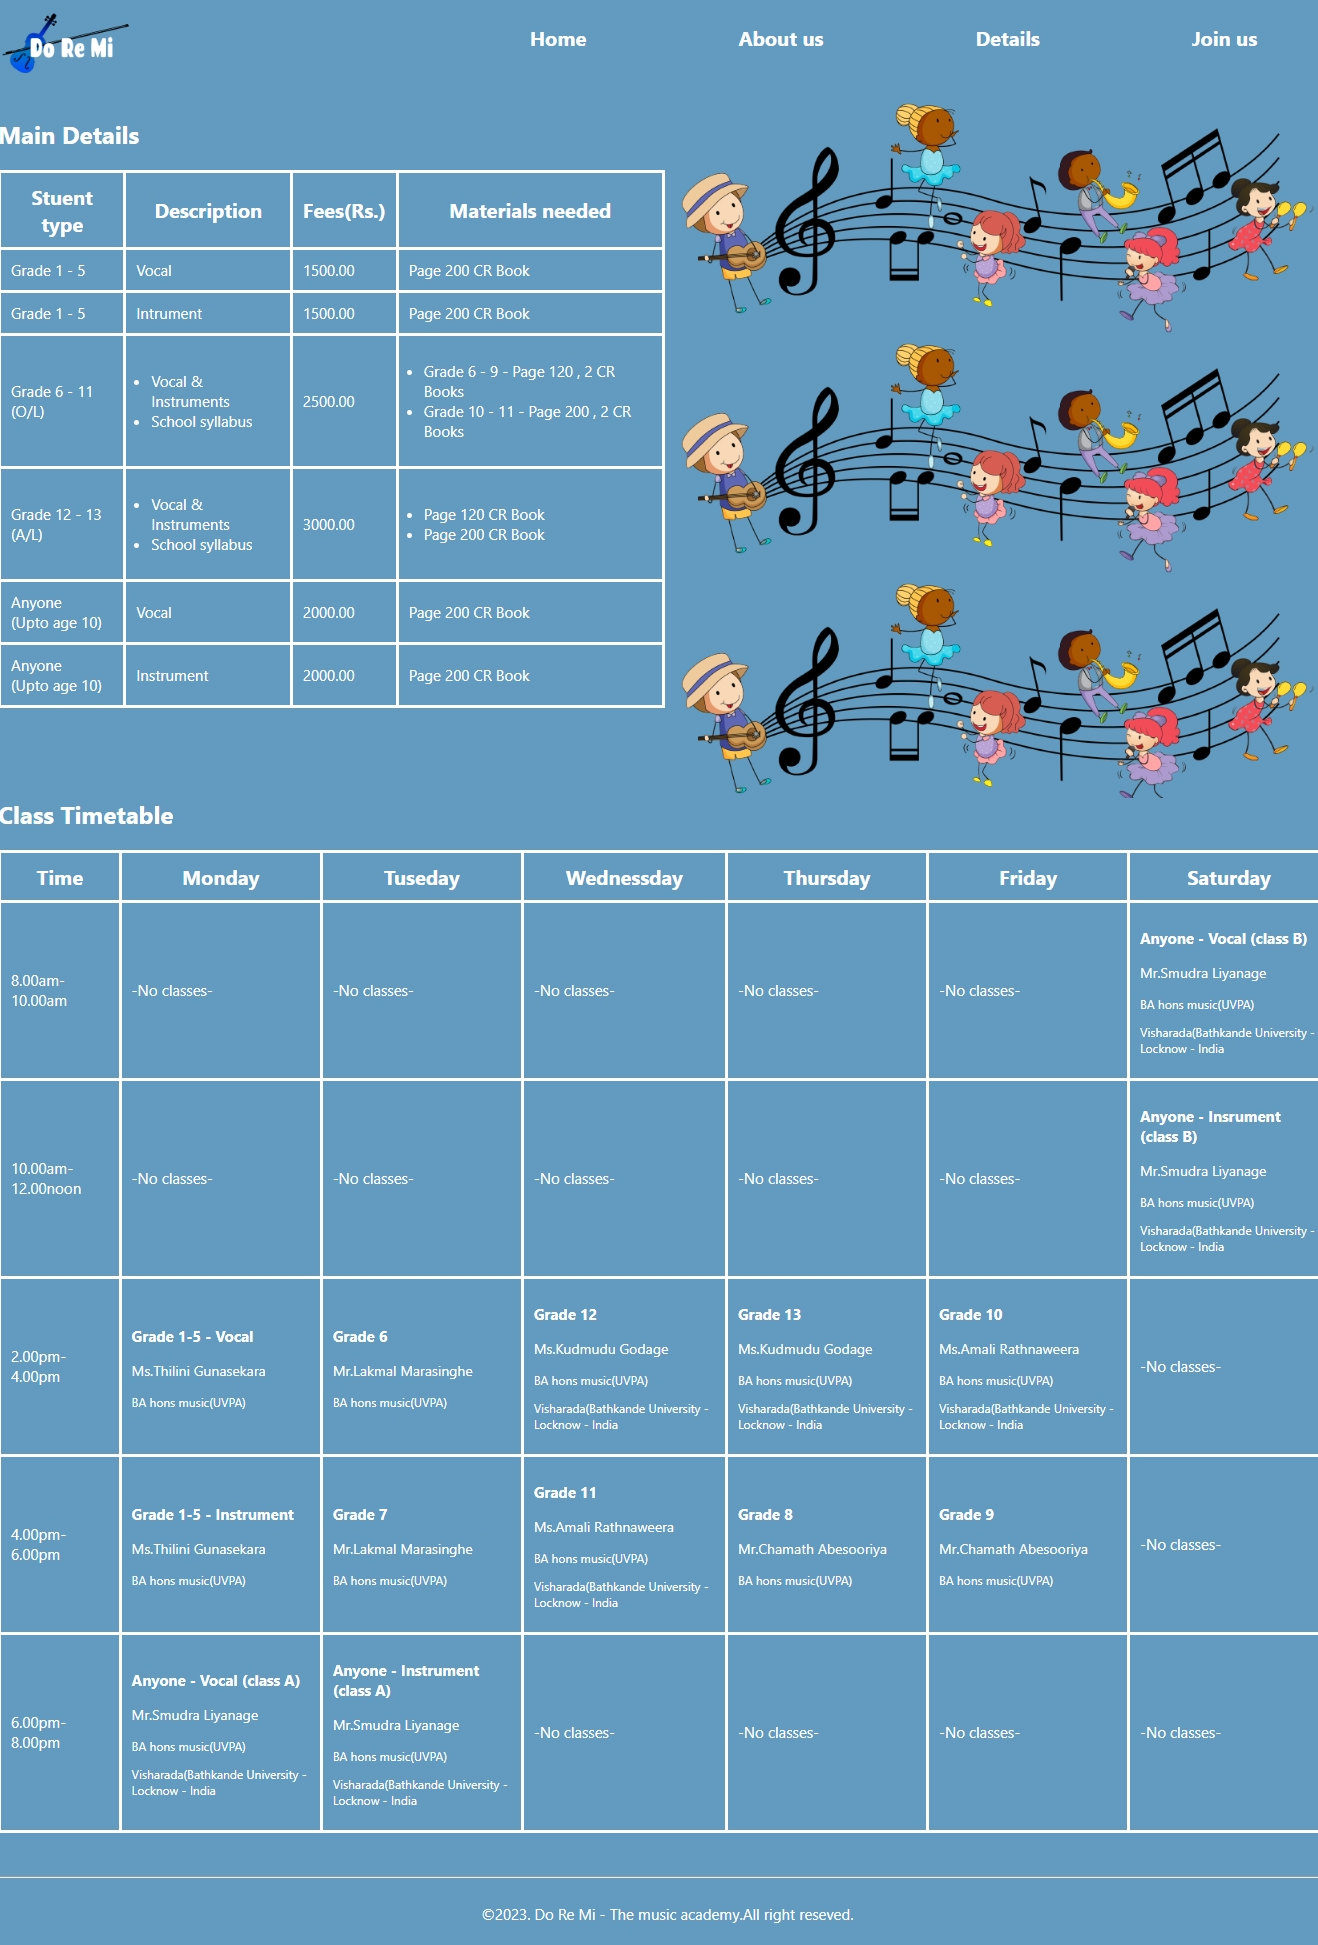 Do Re Mi
Home About us Details Join us
Main Details
Stuent
type
Description Fees(Rs.) Materials needed
Grade 1 - 5 Vocal 1500.00 Page 200 CR Book
Grade 1 - 5 Intrument 1500.00 Page 200 CR Book
Grade 6 - 11
(O/L)
• Vocal &
Instruments
• School syllabus
2500.00
• Grade 6 - 9 - Page 120 , 2 CR
Books
• Grade 10 - 11 - Page 200 , 2 CR
Books
Grade 12 - 13
(A/L)
• Vocal &
Instruments
• School syllabus
3000.00
• Page 120 CR Book
• Page 200 CR Book
Anyone
(Upto age 10)
Vocal 2000.00 Page 200 CR Book
Anyone
(Upto age 10)
Instrument 2000.00 Page 200 CR Book
Class Timetable
Time Monday Tuseday Wednessday Thursday Friday Saturday
8.00am-
10.00am
-No classes- -No classes- -No classes- -No classes- -No classes-
Anyone - Vocal (class B)
Mr.Smudra Liyanage
BA hons music(UVPA)
Visharada(Bathkande University -
Locknow - India
10.00am-
12.00noon
-No classes- -No classes- -No classes- -No classes- -No classes-
Anyone - Insrument
(class B)
Mr.Smudra Liyanage
BA hons music(UVPA)
Visharada(Bathkande University -
Locknow - India
2.00pm-
4.00pm
Grade 1-5 - Vocal
Ms.Thilini Gunasekara
BA hons music(UVPA)
Grade 6
Mr.Lakmal Marasinghe
BA hons music(UVPA)
Grade 12
Ms.Kudmudu Godage
BA hons music(UVPA)
Visharada(Bathkande University -
Locknow - India
Grade 13
Ms.Kudmudu Godage
BA hons music(UVPA)
Visharada(Bathkande University -
Locknow - India
Grade 10
Ms.Amali Rathnaweera
BA hons music(UVPA)
Visharada(Bathkande University -
Locknow - India
-No classes-
4.00pm-
6.00pm
Grade 1-5 - Instrument
Ms.Thilini Gunasekara
BA hons music(UVPA)
Grade 7
Mr.Lakmal Marasinghe
BA hons music(UVPA)
Grade 11
Ms.Amali Rathnaweera
BA hons music(UVPA)
Visharada(Bathkande University -
Locknow - India
Grade 8
Mr.Chamath Abesooriya
BA hons music(UVPA)
Grade 9
Mr.Chamath Abesooriya
BA hons music(UVPA)
-No classes-
6.00pm-
8.00pm
Anyone - Vocal (class A)
Mr.Smudra Liyanage
BA hons music(UVPA)
Visharada(Bathkande University -
Locknow - India
Anyone - Instrument
(class A)
Mr.Smudra Liyanage
BA hons music(UVPA)
Visharada(Bathkande University -
Locknow - India
-No classes- -No classes- -No classes- -No classes-
©2023. Do Re Mi - The music academy.All right reseved.